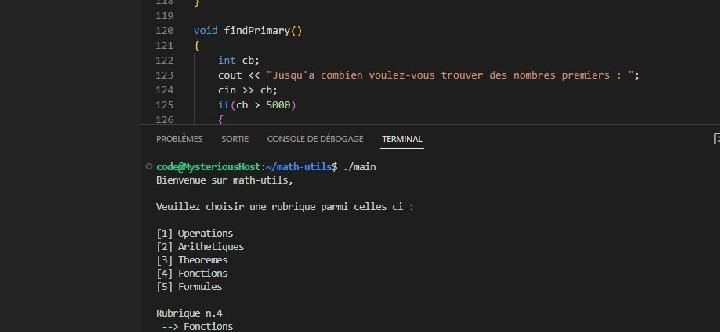 118 }
119
120 void findPrimary()
121 {
122 int cb;
123 cout << "Jusqu'a combien voulez-vous trouver des nombres premiers : ";
124 cin >> cb;
125 if(cb > 5000)
126 {
PROBLÈMES SORTIE CONSOLE DE DÉBOGAGE TERMINAL
code@MysteriousHost:~/math-utils$ ./main
Bienvenue sur math-utils,
Veuillez choisir une rubrique parmi celles ci :
[1] Operations
[2] Arithetiques
[3] Theoremes
[4] Fonctions
[5] Formules
Rubrique n.4
--> Fonctions